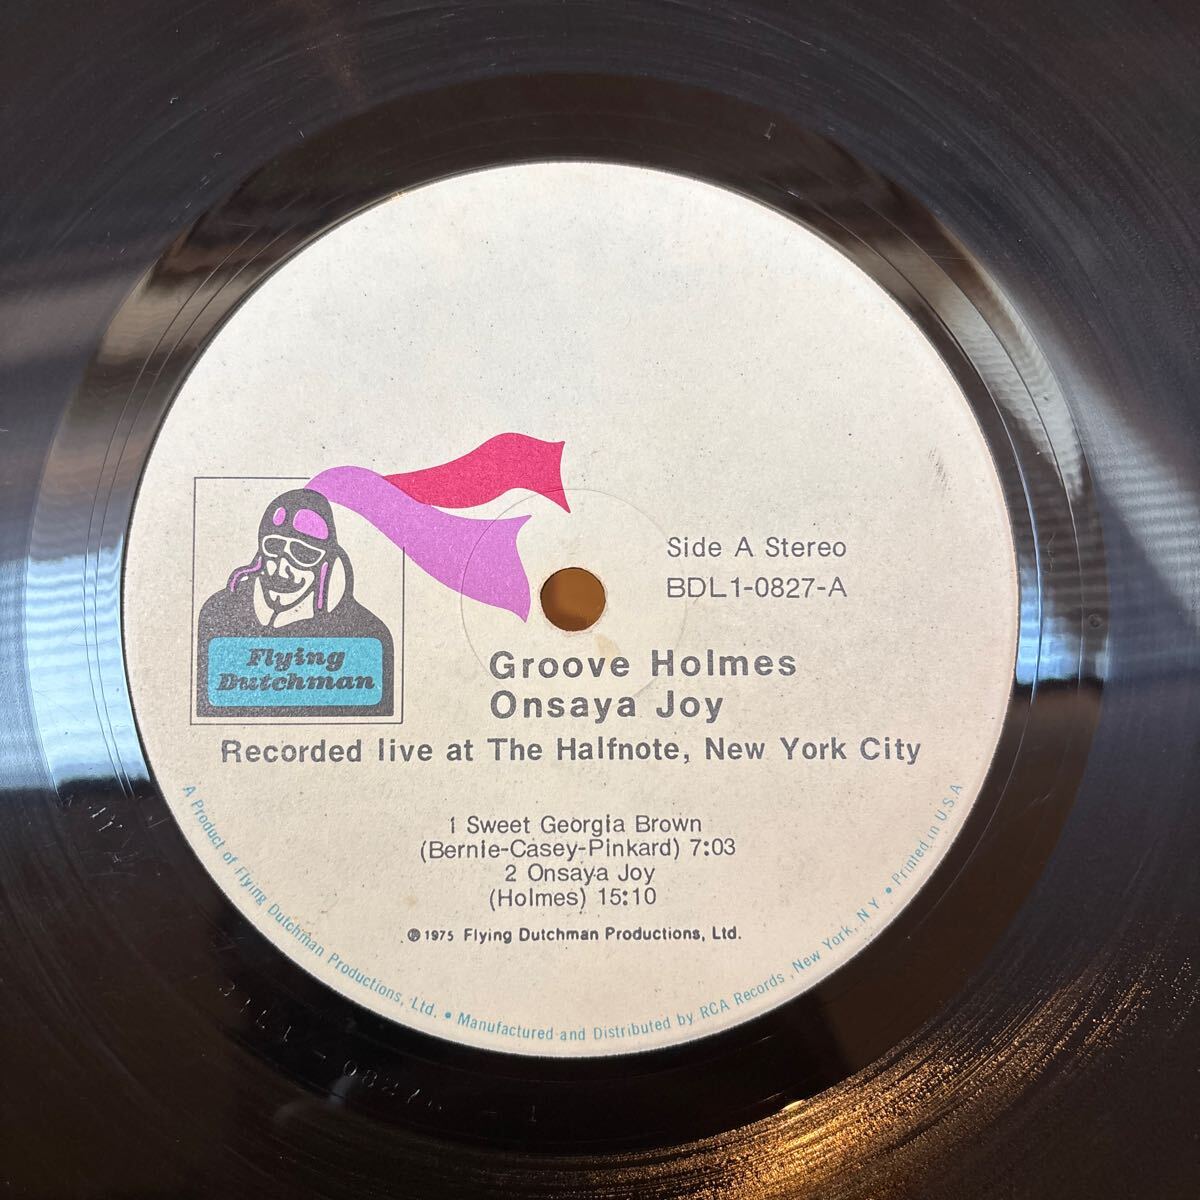 Side A Stereo
BDL1-0827-A
Flying
Dutchman
Groove Holmes
Onsaya Joy
Recorded live at The Halfnote, New York City
1 Sweet Georgia Brown
(Bernie-Casey-Pinkard) 7:03
2 Onsaya Joy
(Holmes) 15:10
℗ 1975 Flying Dutchman Productions, Ltd.
A Product of Flying Dutchman Productions, Ltd. • Manufactured and Distributed by RCA Records, New York, N Y • Printed in U.S.A